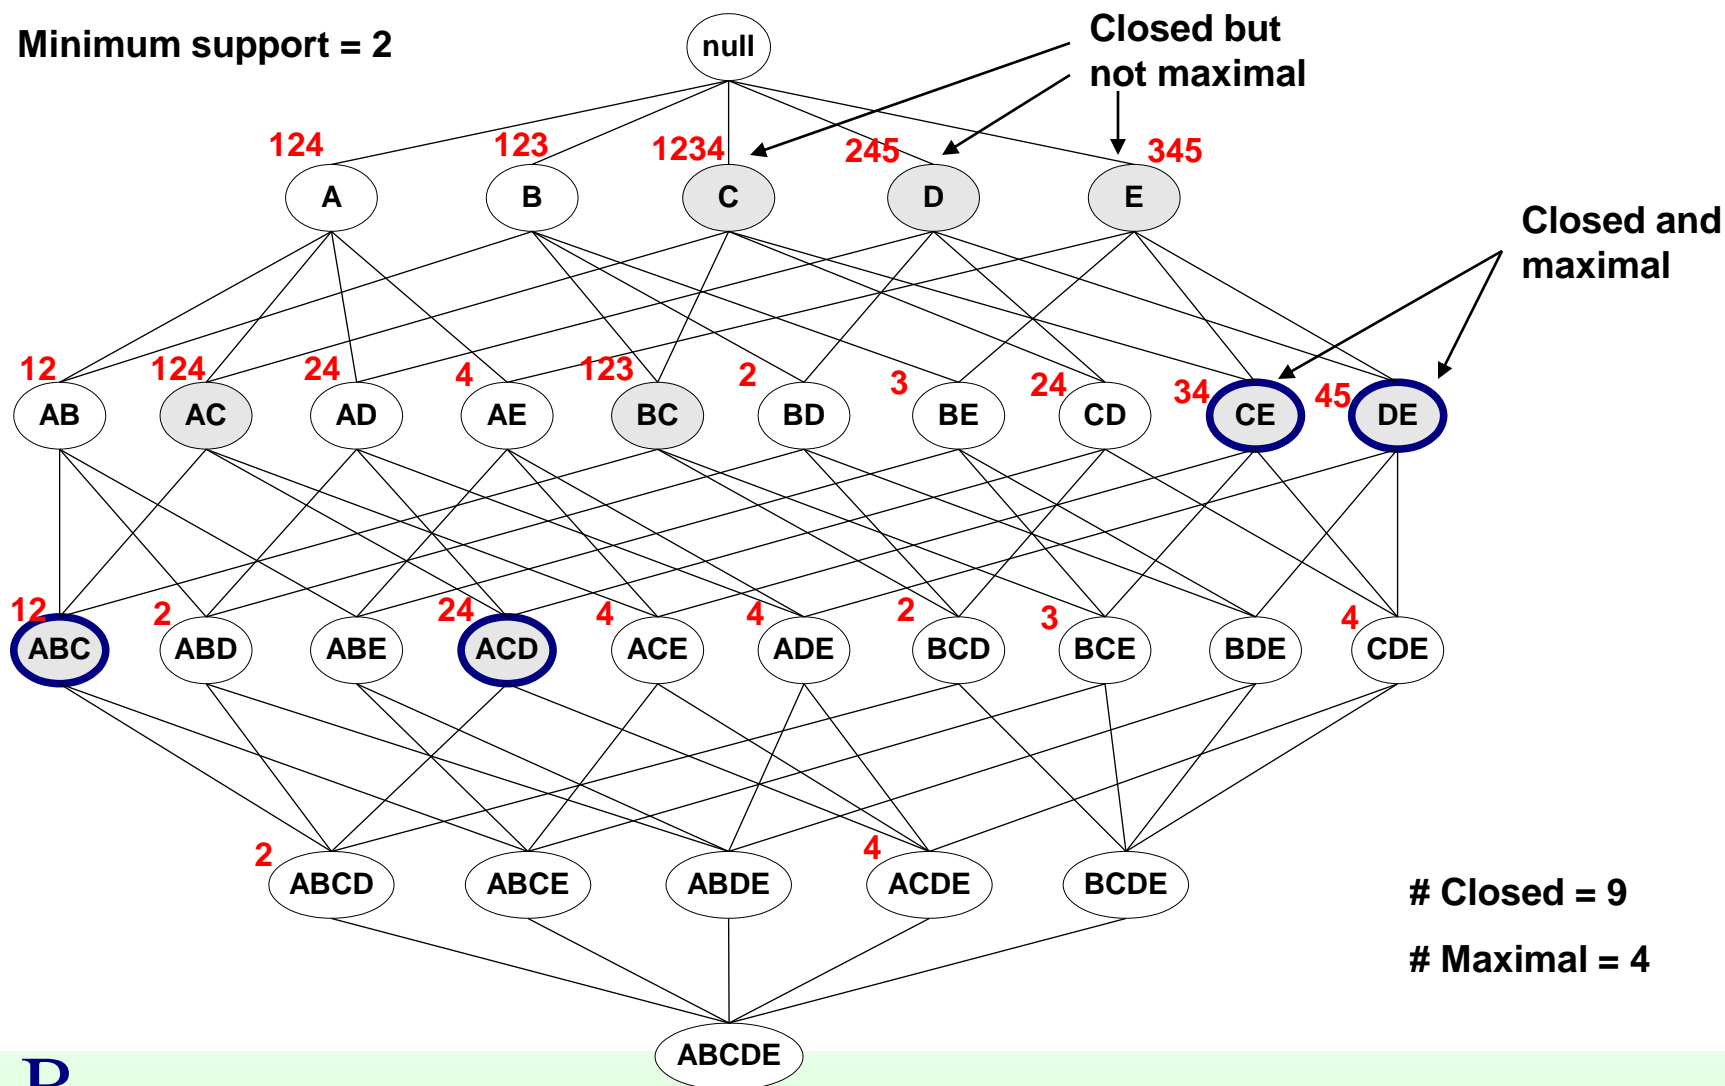 Minimum support = 2
null
Closed but
not maximal
124
123
1234
245
345
A
B
C
D
E
Closed and
maximal
12
124
24
4
123
2
3
24
34
45
AB
AC
AD
AE
BC
BD
BE
CD
CE
DE
12
2
24
4
4
2
3
4
ABC
ABD
ABE
ACD
ACE
ADE
BCD
BCE
BDE
CDE
2
4
ABCD
ABCE
ABDE
ACDE
BCDE
# Closed = 9
# Maximal = 4
ABCDE